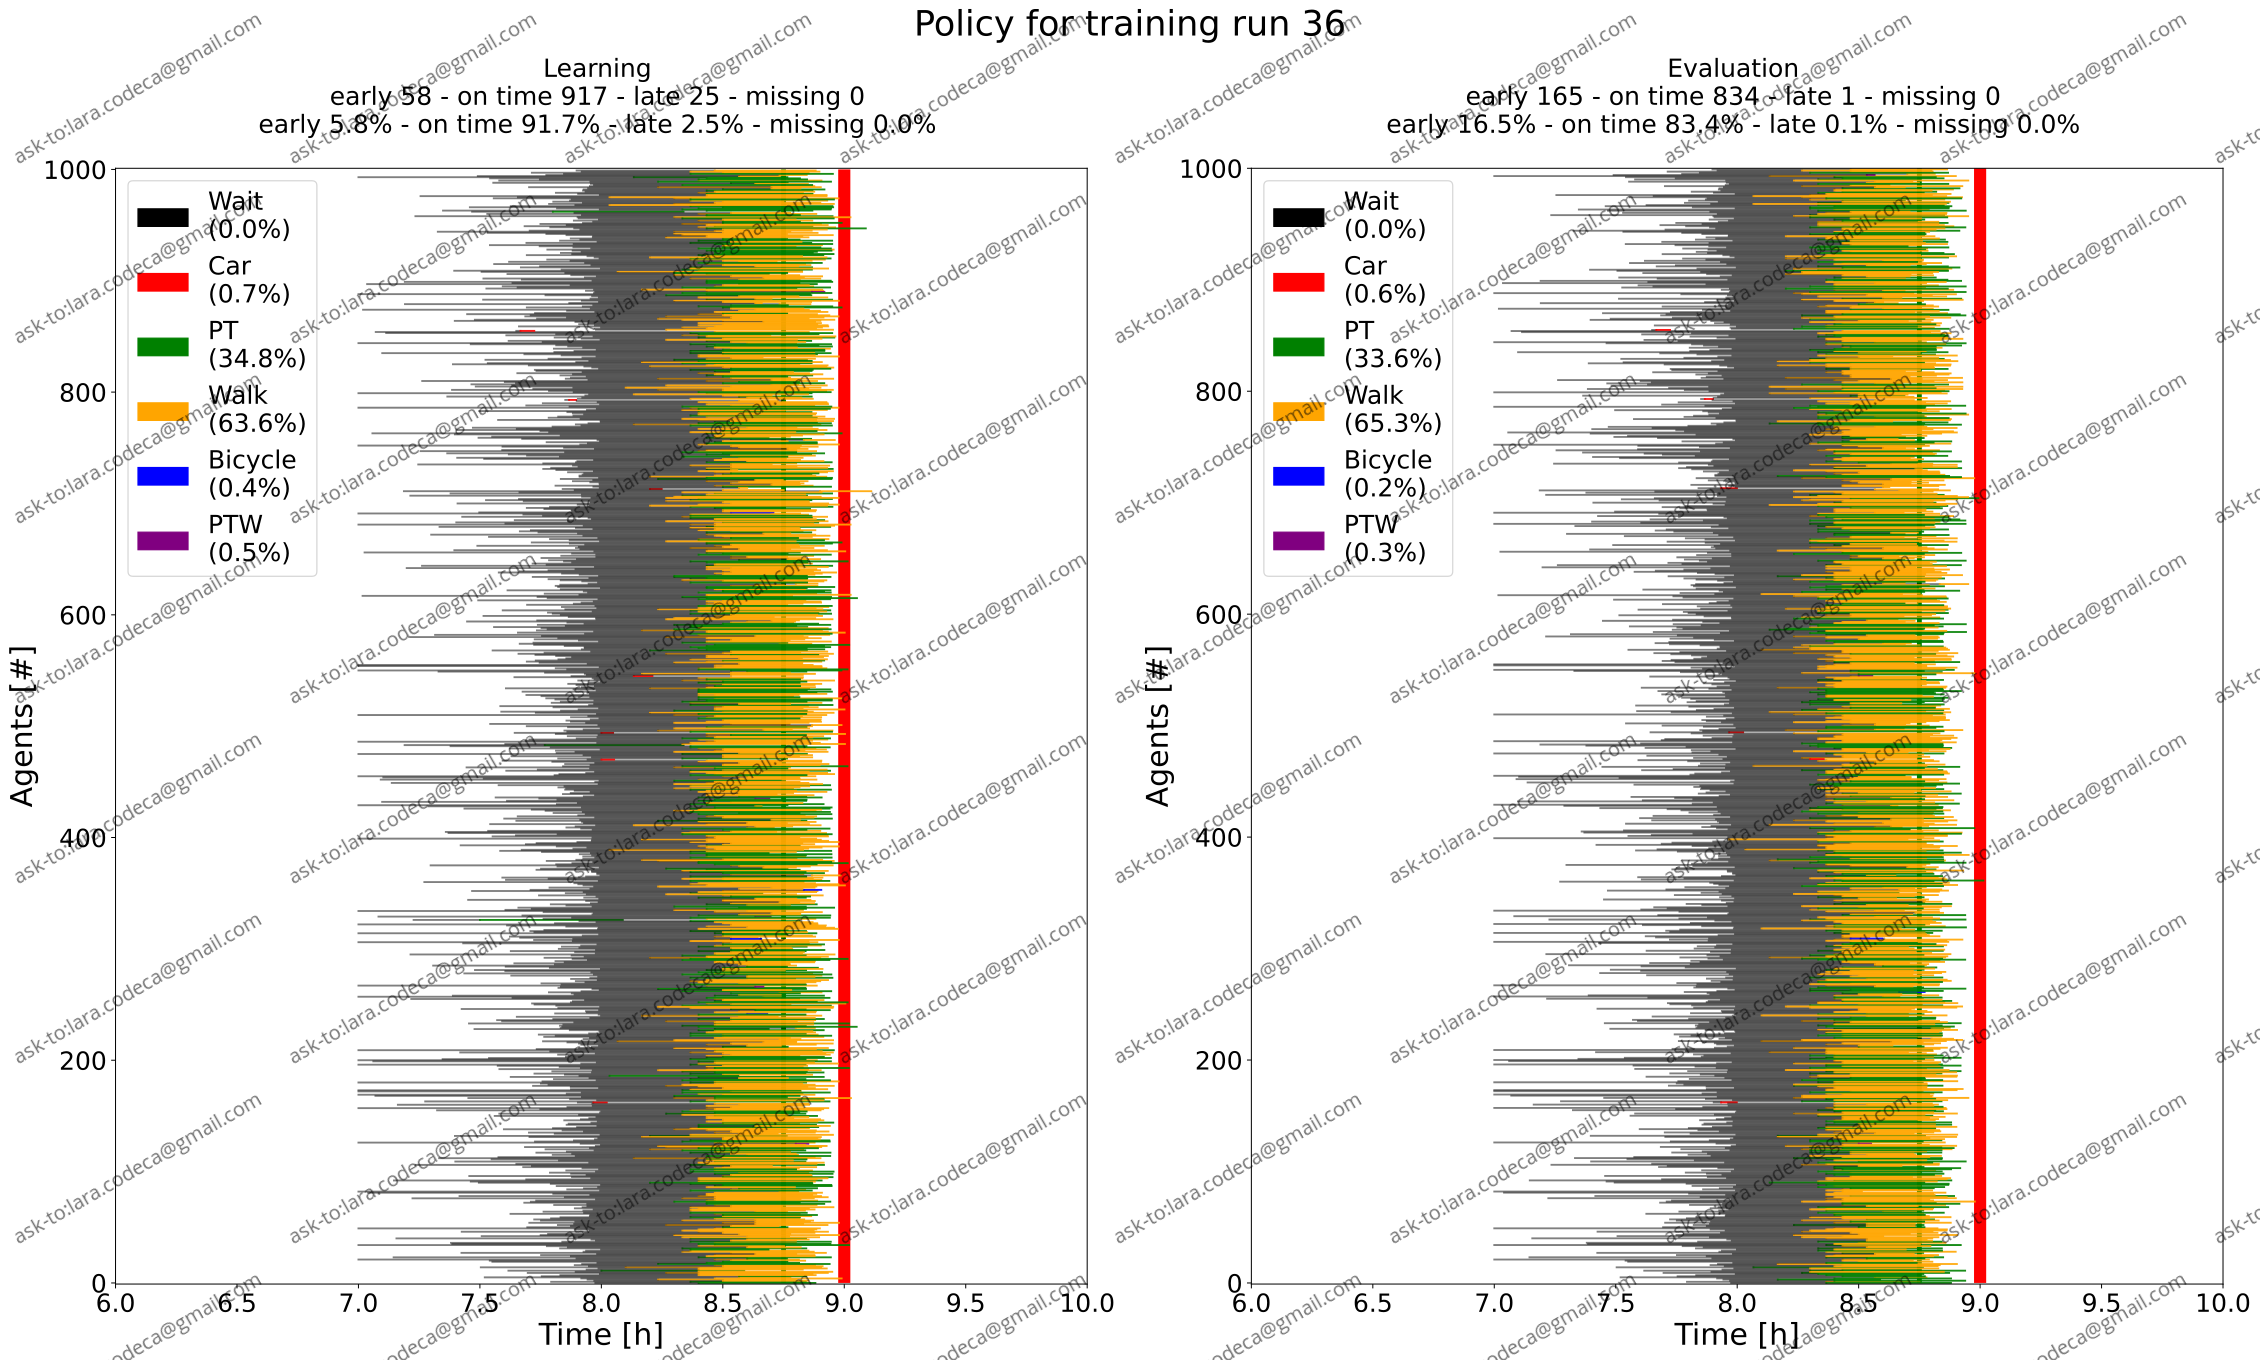 Policy for training run 36
Learning
early 58 - on time 917 - late 25 - missing 0
early 5.8% - on time 91.7% - late 2.5% - missing 0.0%
Wait
(0.0%)
Car
(0.7%)
PT
(34.8%)
Walk
(63.6%)
Bicycle
(0.4%)
PTW
(0.5%)
1000
800
600
400
200
0
Agents [#]
6.0 6.5 7.0 7.5 8.0 8.5 9.0 9.5 10.0
Time [h]
Evaluation
early 165 - on time 834 - late 1 - missing 0
early 16.5% - on time 83.4% - late 0.1% - missing 0.0%
Wait
(0.0%)
Car
(0.6%)
PT
(33.6%)
Walk
(65.3%)
Bicycle
(0.2%)
PTW
(0.3%)
1000
800
600
400
200
0
Agents [#]
6.0 6.5 7.0 7.5 8.0 8.5 9.0 9.5 10.0
Time [h]
ask-to:lara.codeca@gmail.com